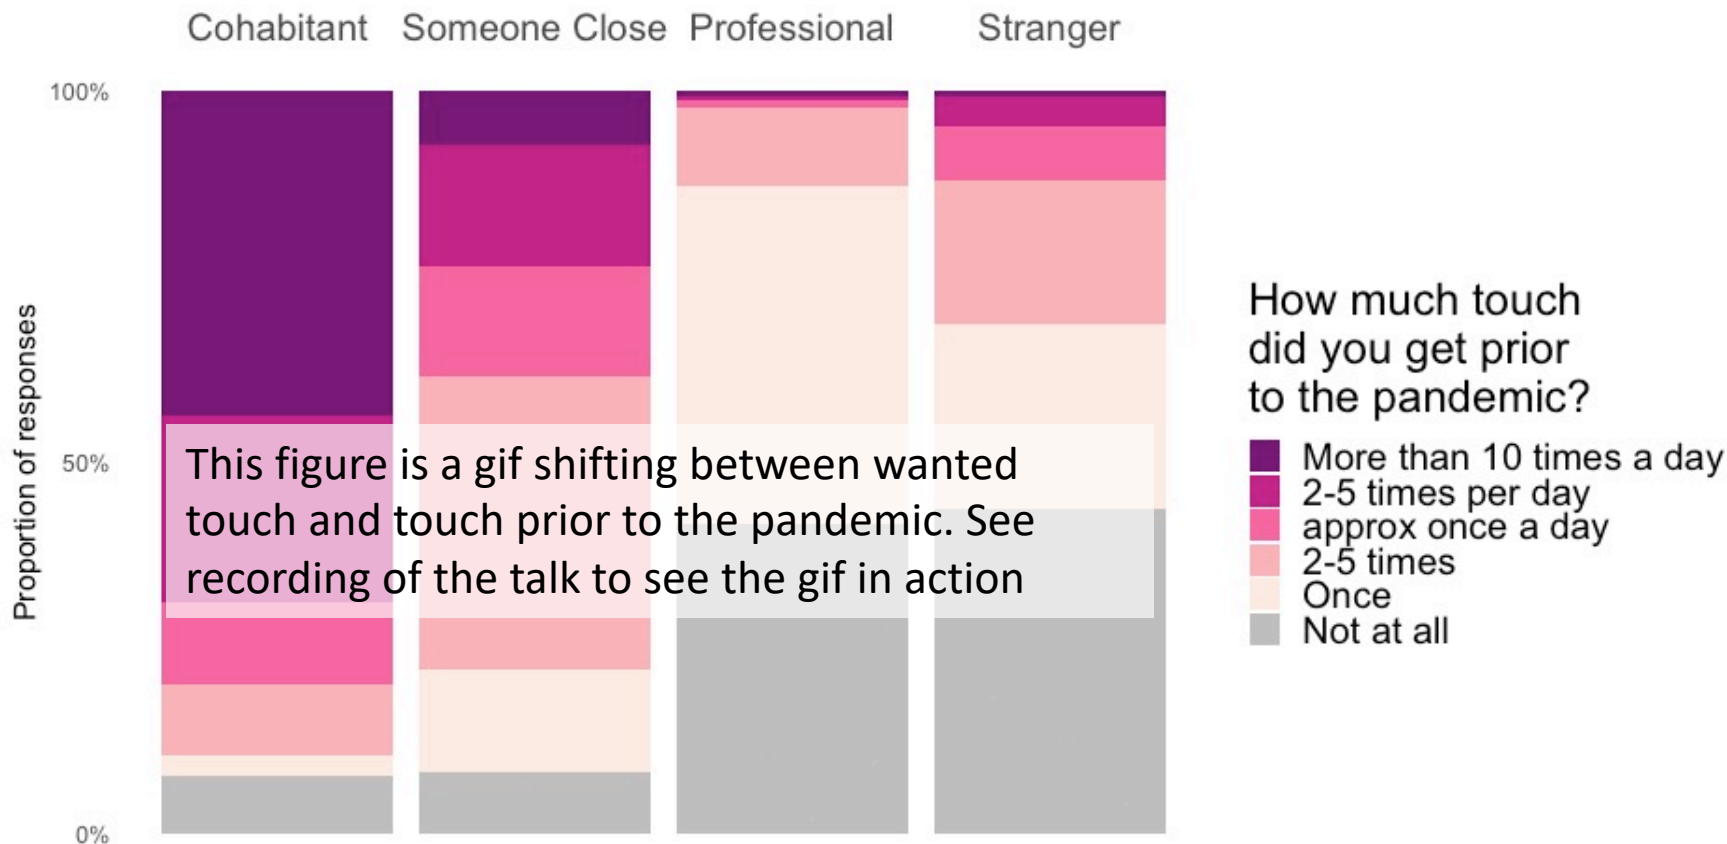 Cohabitant Someone Close Professional Stranger
100%
50%
0%
Proportion of responses
This figure is a gif shifting between wanted
touch and touch prior to the pandemic. See
recording of the talk to see the gif in action
How much touch
did you get prior
to the pandemic?
More than 10 times a day
2-5 times per day
approx once a day
2-5 times
Once
Not at all